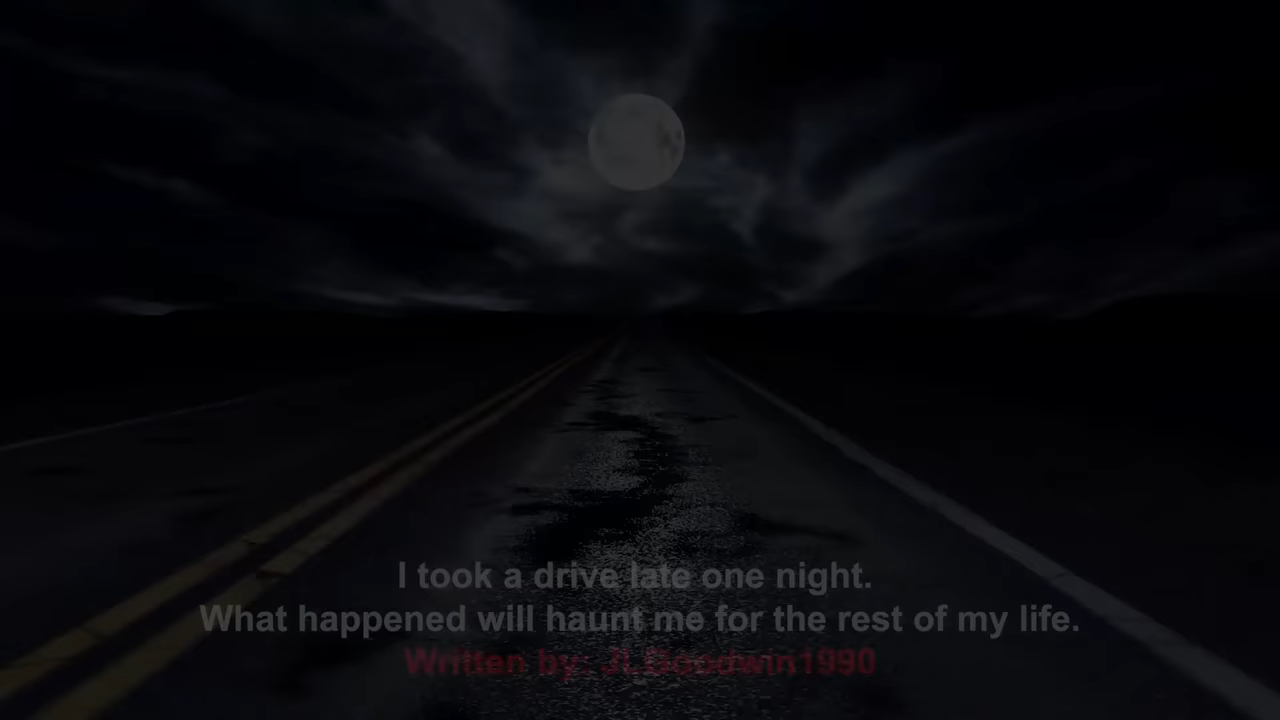 I took a drive late one night.
What happened will haunt me for the rest of my life.
Written by: JLGoodwin1990